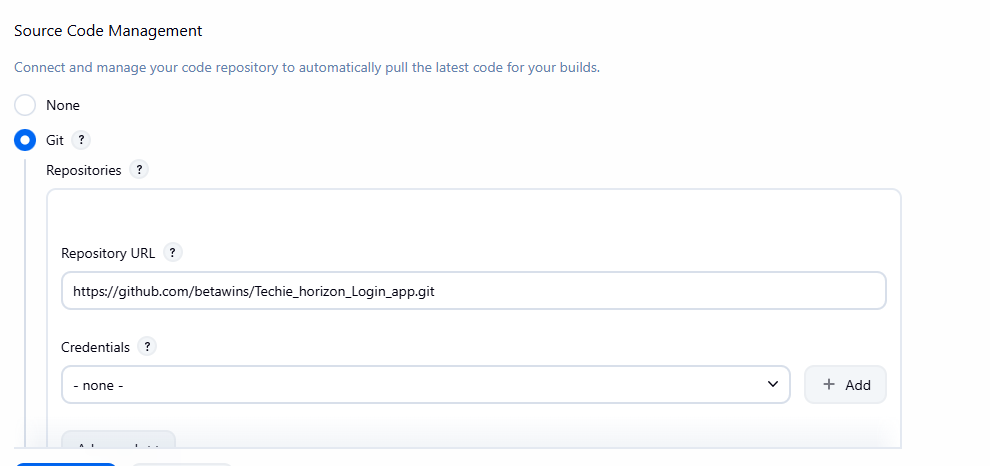 Source Code Management
Connect and manage your code repository to automatically pull the latest code for your builds.
None
Git ?
Repositories ?
Repository URL ?
https://github.com/betawins/Techie_horizon_Login_app.git
Credentials ?
- none -
+ Add